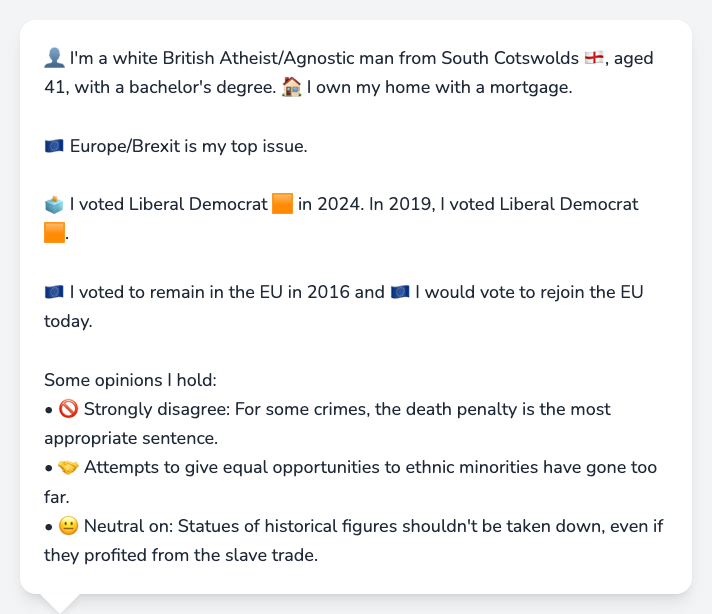 👤 I'm a white British Atheist/Agnostic man from South Cotswolds 🏴󠁧󠁢󠁥󠁮󠁧󠁿, aged
41, with a bachelor's degree. 🏠 I own my home with a mortgage.
🇪🇺 Europe/Brexit is my top issue.
🗳️ I voted Liberal Democrat 🟧 in 2024. In 2019, I voted Liberal Democrat
🟧.
🇪🇺 I voted to remain in the EU in 2016 and 🇪🇺 I would vote to rejoin the EU
today.
Some opinions I hold:
• 🚫 Strongly disagree: For some crimes, the death penalty is the most
appropriate sentence.
• 🤝 Attempts to give equal opportunities to ethnic minorities have gone too
far.
• 😐 Neutral on: Statues of historical figures shouldn't be taken down, even if
they profited from the slave trade.